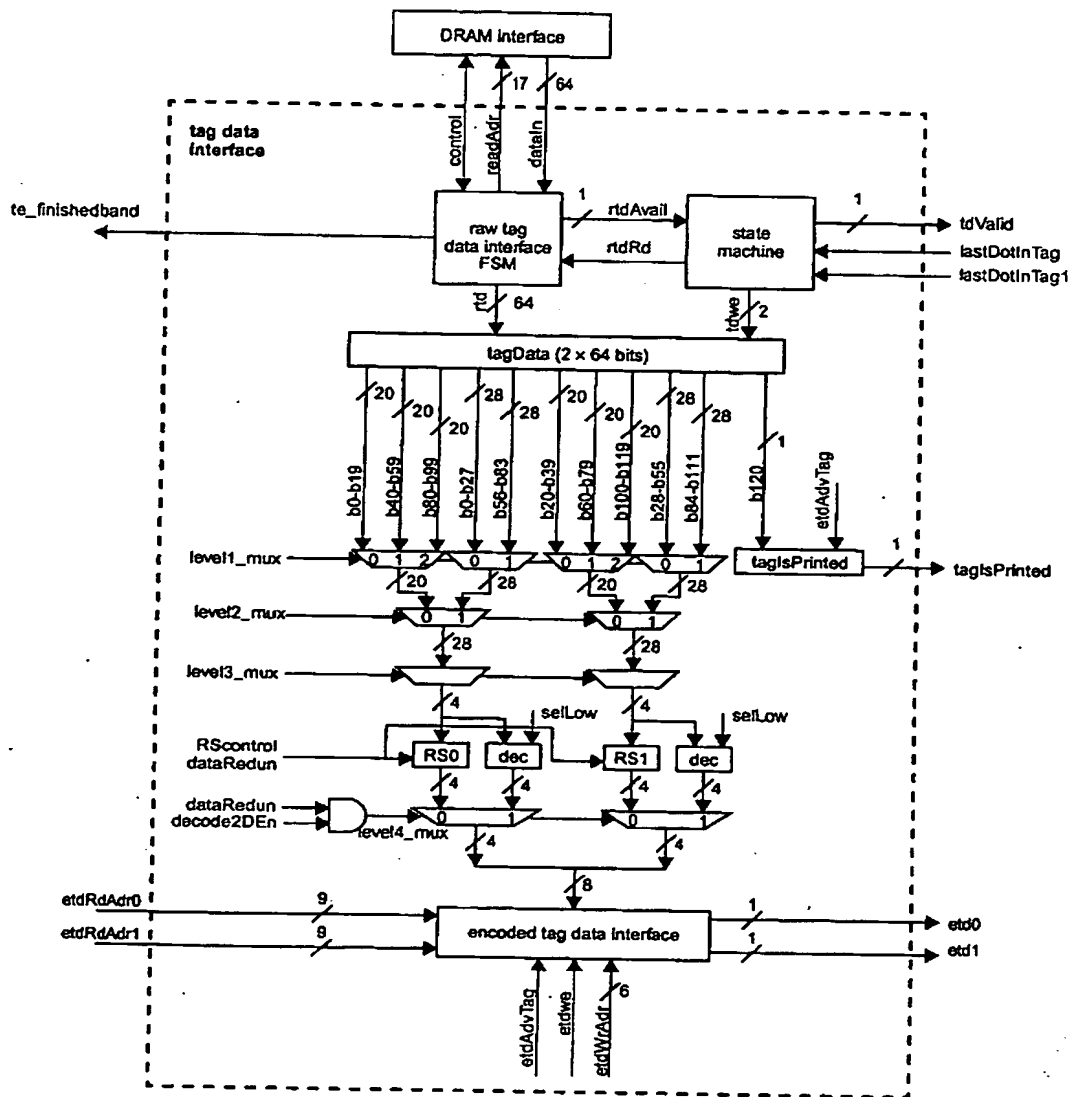 DRAM interface
17
64
tag data
interface
control
readAdr
dataIn
te_finishedband
raw tag
data interface
FSM
1
rtdAvail
rtdRd
state
machine
1
tdValid
lastDotInTag
lastDotInTag1
rtd
64
tdwe
2
tagData (2 × 64 bits)
20
20
20
28
28
20
20
20
28
28
1
b0-b19
b40-b59
b80-b99
b0-b27
b56-b83
b20-b39
b60-b79
b100-b119
b28-b55
b84-b111
b120
etdAdvTag
level1_mux
0 1 2
0 1
0 1 2
0 1
tagIsPrinted
1
tagIsPrinted
20
28
20
28
level2_mux
0 1
0 1
28
28
level3_mux
4
4
selLow
selLow
RScontrol
dataRedun
RS0
dec
RS1
dec
4
4
4
4
dataRedun
decode2DEn
level4_mux
0 1
0 1
4
4
8
etdRdAdr0
9
etdRdAdr1
9
encoded tag data interface
1
etd0
1
etd1
etdAdvTag
etdwe
etdWrAdr
6